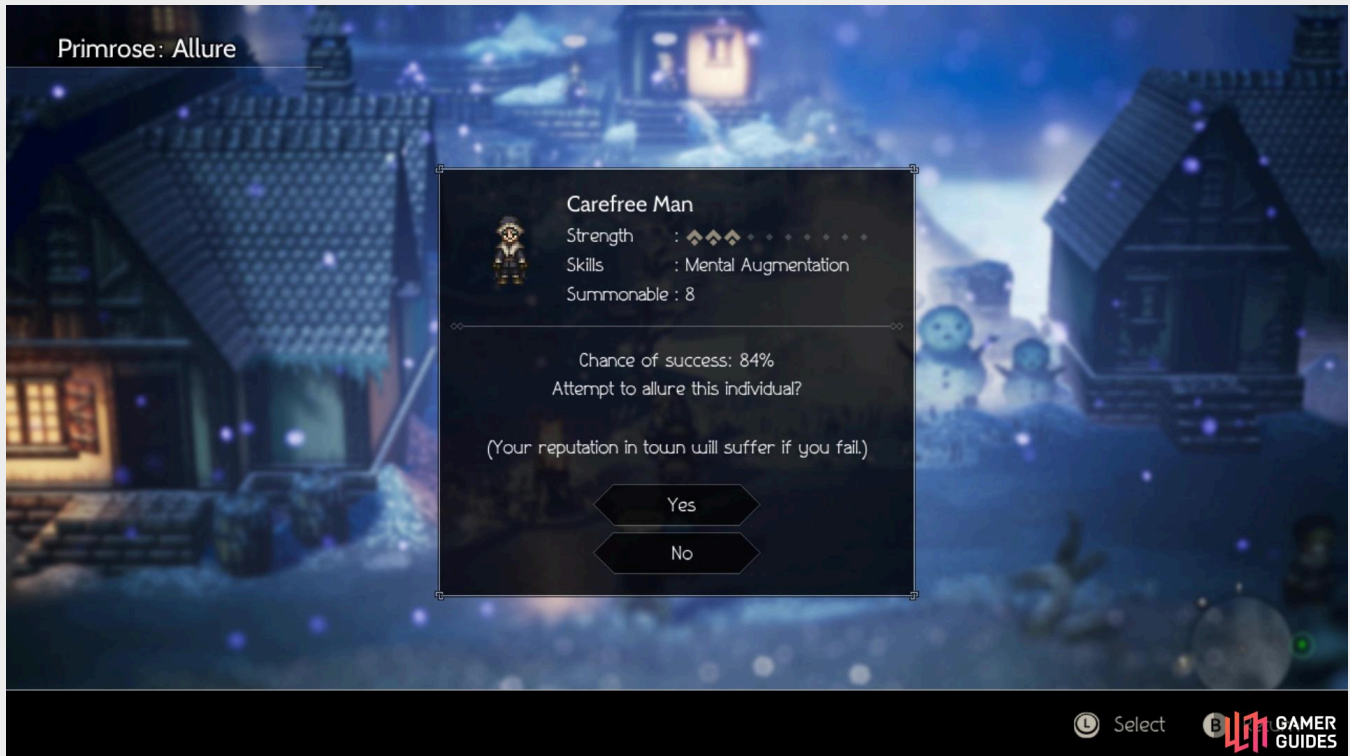 Primrose: Allure
Carefree Man
Strength :
Skills : Mental Augmentation
Summonable : 8
Chance of success: 84%
Attempt to allure this individual?
(Your reputation in town will suffer if you fail.)
Yes
No
L Select B
GAMER
GUIDES